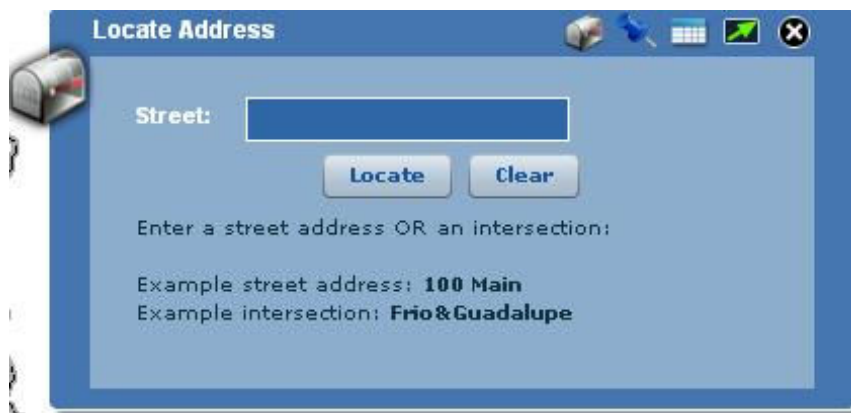 Locate Address
Street:
Locate Clear
Enter a street address OR an intersection:
Example street address: 100 Main
Example intersection: Frio&Guadalupe